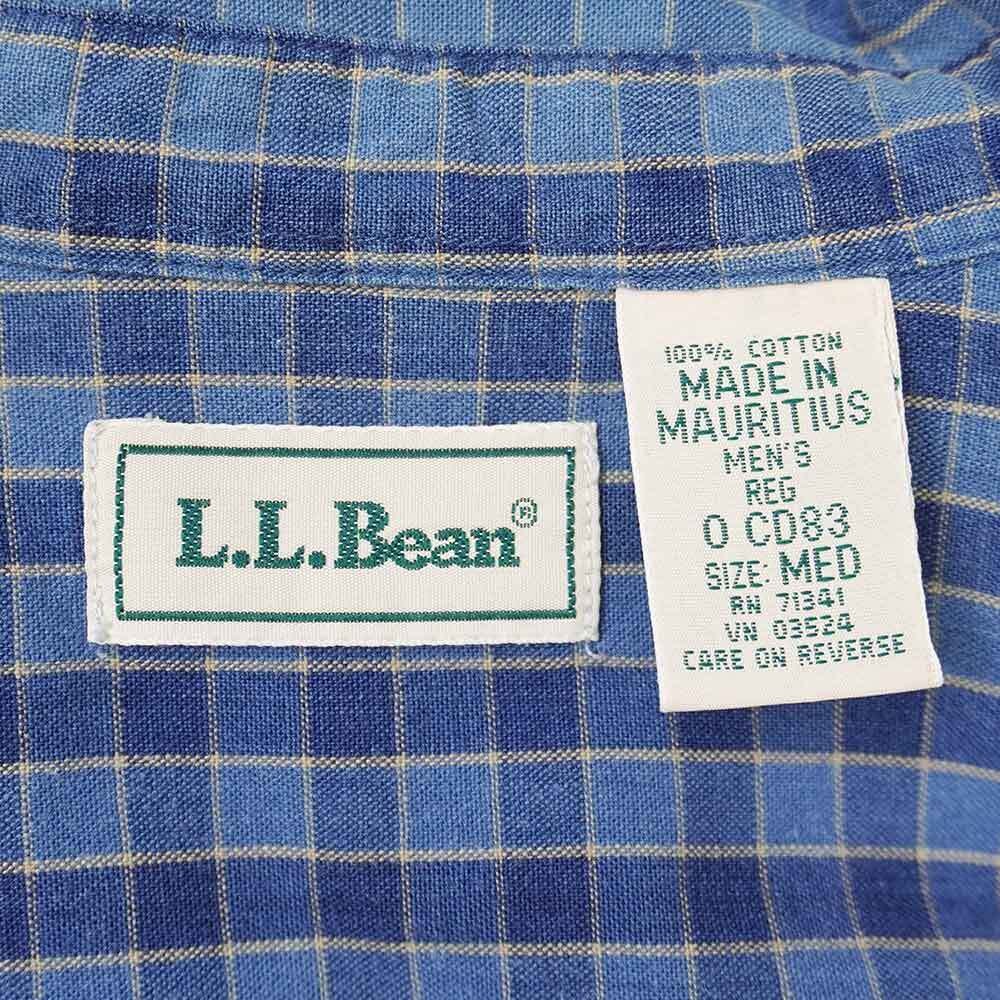 L.L.Bean®
100% COTTON
MADE IN
MAURITIUS
MEN'S
REG
0 CD83
SIZE: MED
RN 71341
VN 03524
CARE ON REVERSE